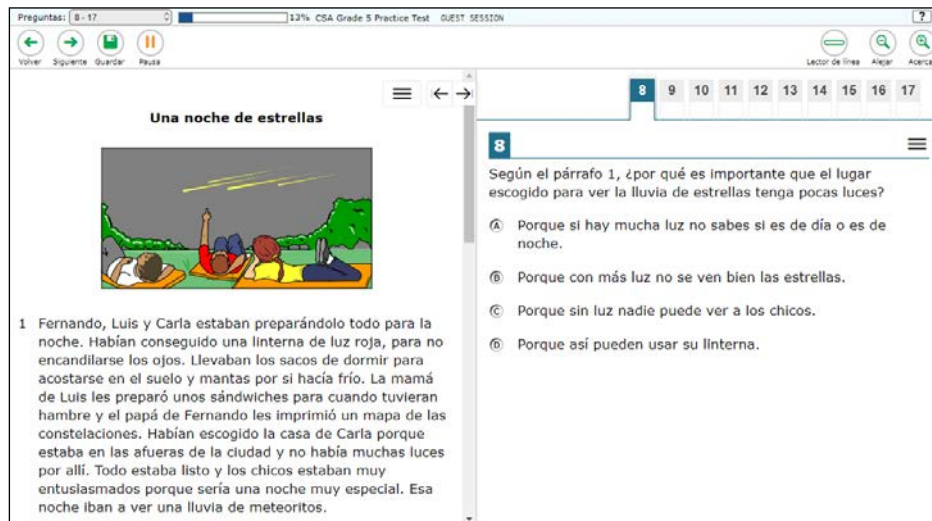 Preguntas: 8 - 17 13% CSA Grade 5 Practice Test GUEST SESSION ?
Volver Siguiente Guardar Pausa Lector de línea Alejar Acerca
Una noche de estrellas
1 Fernando, Luis y Carla estaban preparándolo todo para la
noche. Habían conseguido una linterna de luz roja, para no
encandilarse los ojos. Llevaban los sacos de dormir para
acostarse en el suelo y mantas por si hacía frío. La mamá
de Luis les preparó unos sándwiches para cuando tuvieran
hambre y el papá de Fernando les imprimió un mapa de las
constelaciones. Habían escogido la casa de Carla porque
estaba en las afueras de la ciudad y no había muchas luces
por allí. Todo estaba listo y los chicos estaban muy
entusiasmados porque sería una noche muy especial. Esa
noche iban a ver una lluvia de meteoritos.
8 9 10 11 12 13 14 15 16 17
8
Según el párrafo 1, ¿por qué es importante que el lugar
escogido para ver la lluvia de estrellas tenga pocas luces?
A Porque si hay mucha luz no sabes si es de día o es de
noche.
B Porque con más luz no se ven bien las estrellas.
C Porque sin luz nadie puede ver a los chicos.
D Porque así pueden usar su linterna.